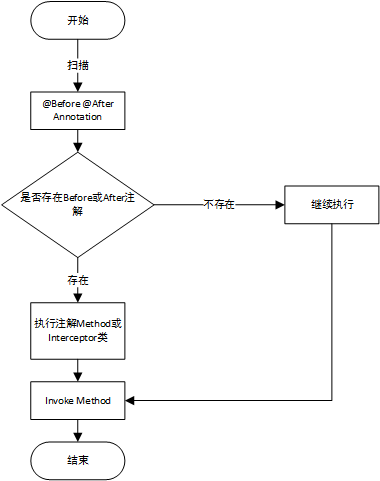 开始
扫描
@Before @After
Annotation
是否存在Before或After注
解
不存在
继续执行
存在
执行注解Method或
Interceptor类
Invoke Method
结束